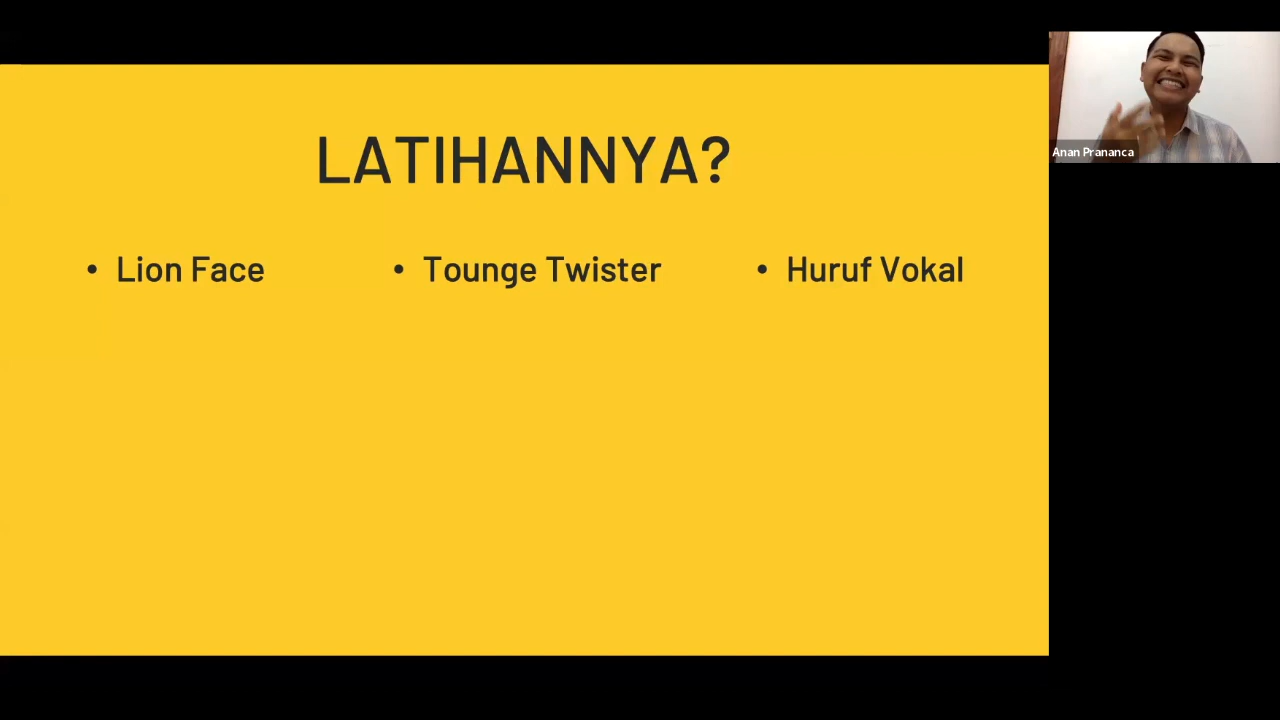 LATIHANNYA?
• Lion Face
• Tounge Twister
• Huruf Vokal
Anan Prananca